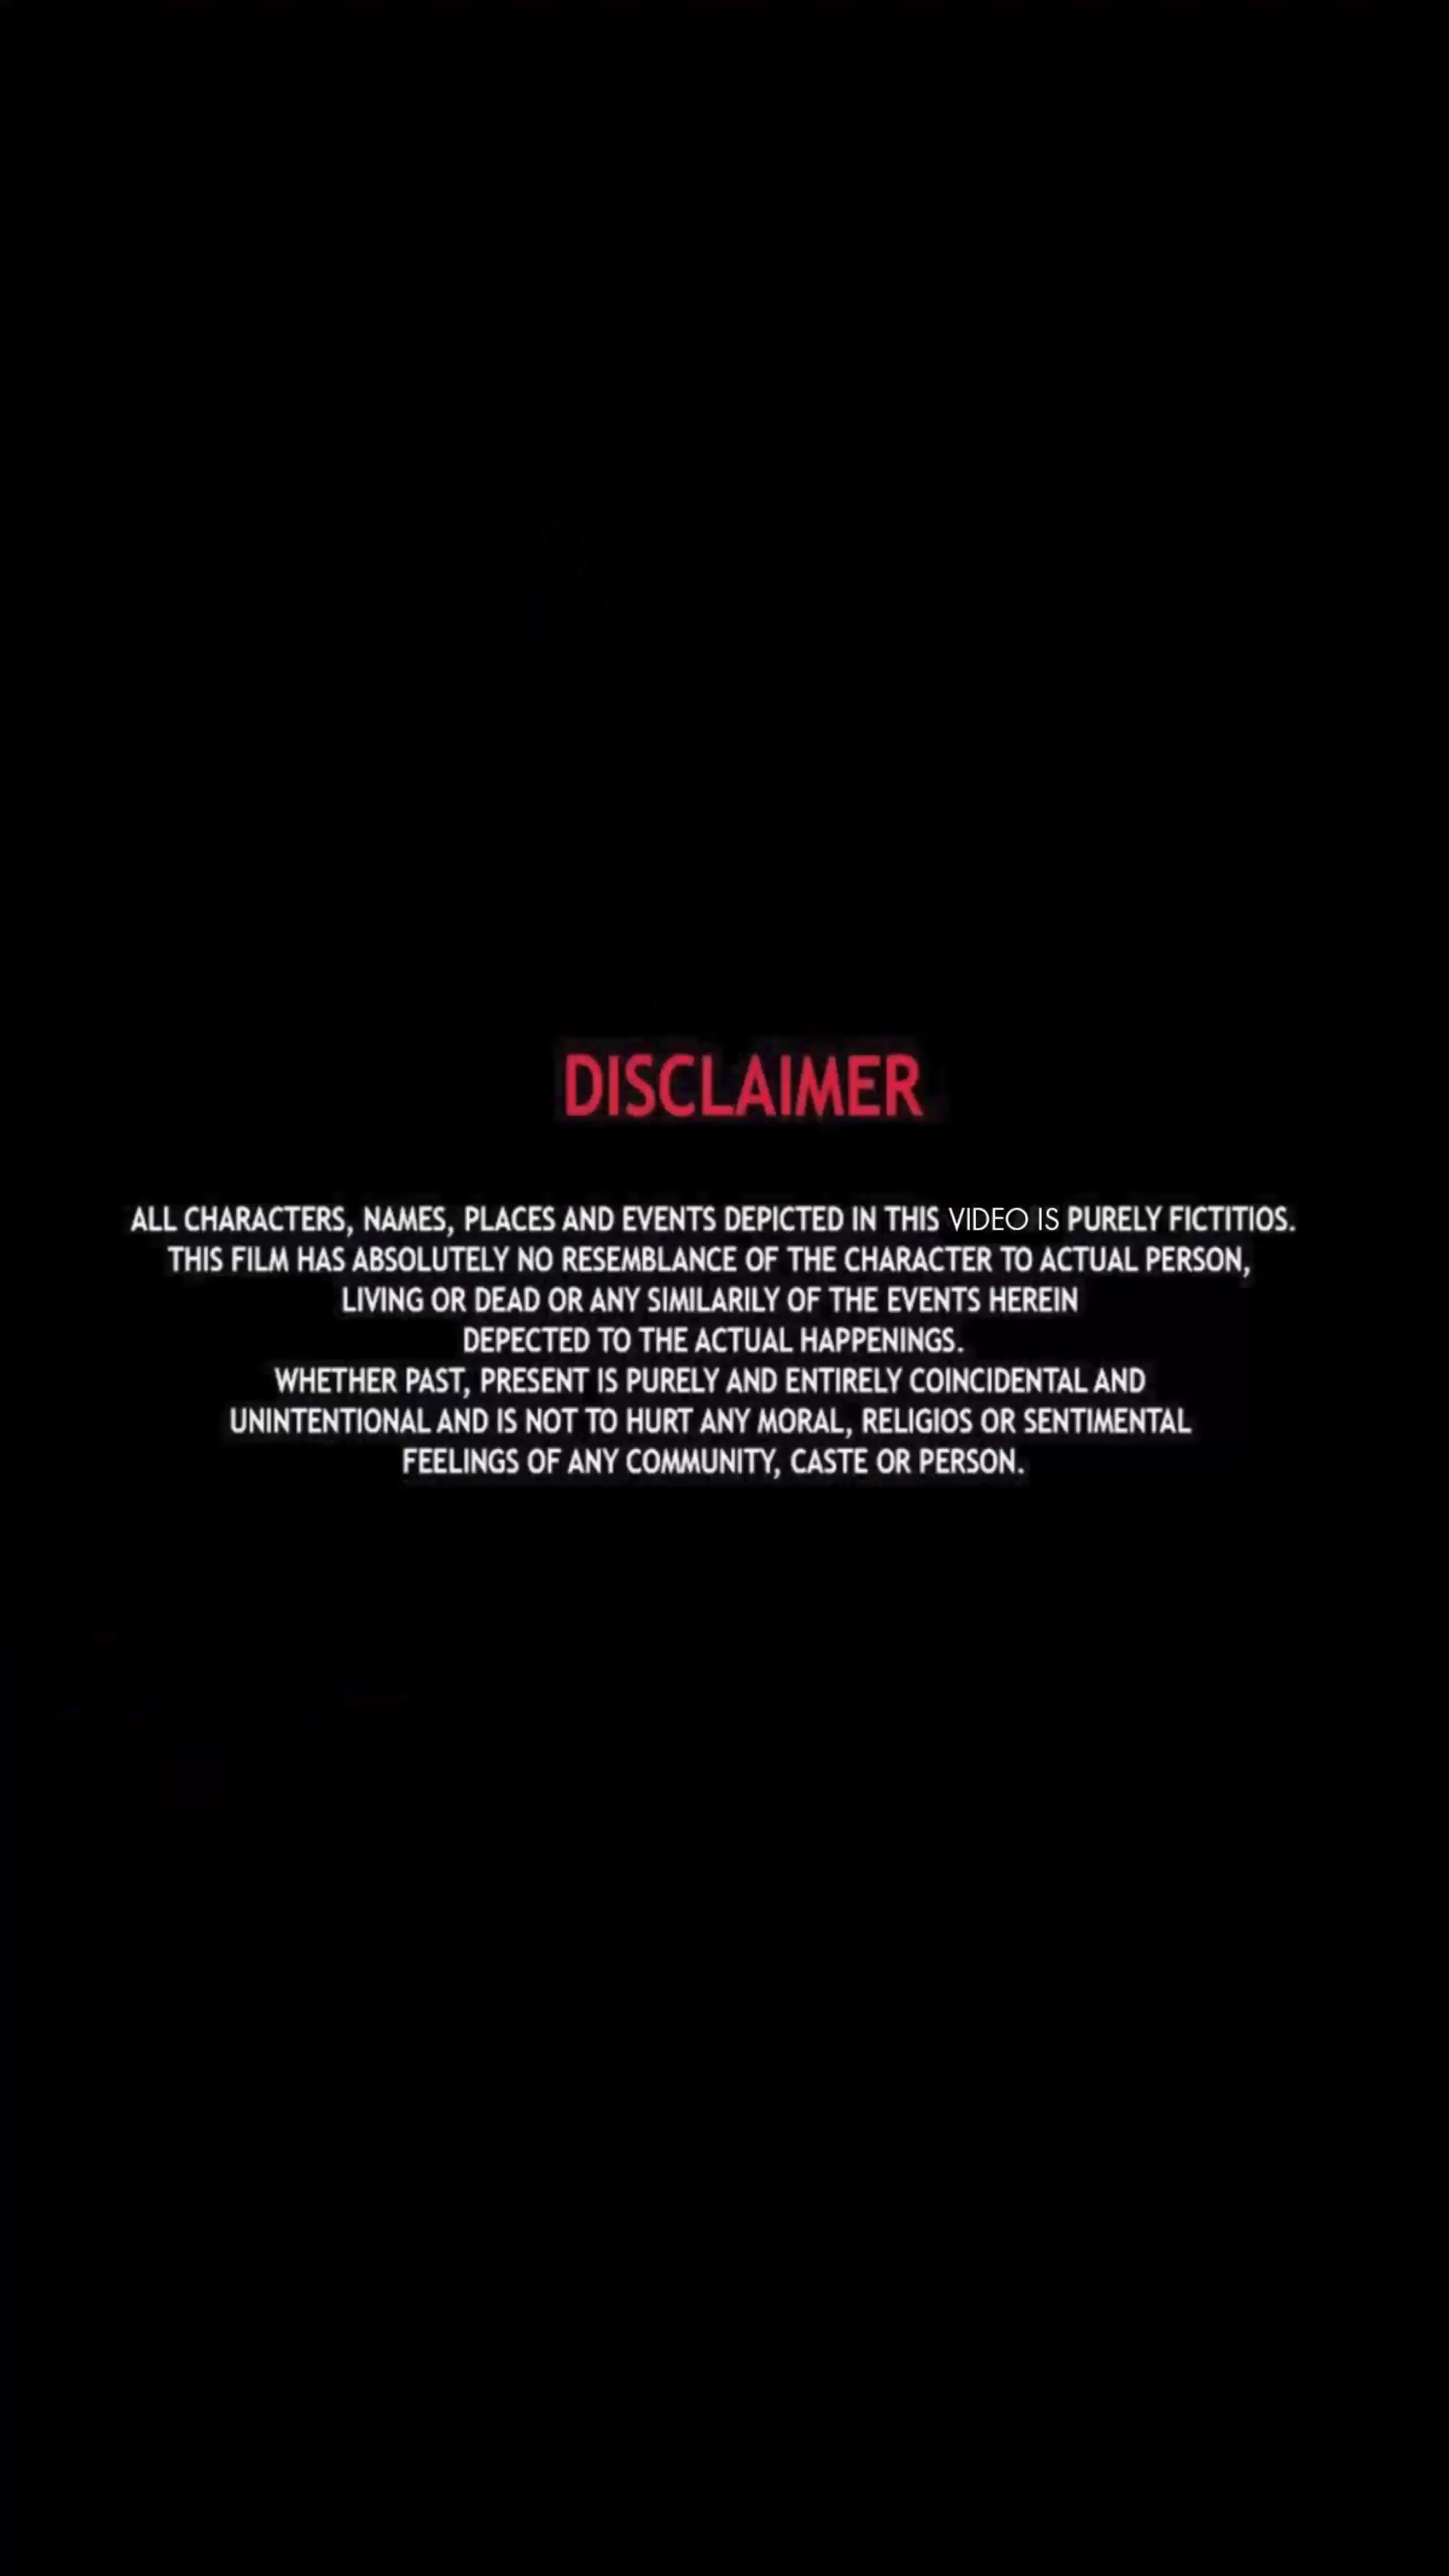 DISCLAIMER
ALL CHARACTERS, NAMES, PLACES AND EVENTS DEPICTED IN THIS VIDEO IS PURELY FICTITIOS.
THIS FILM HAS ABSOLUTELY NO RESEMBLANCE OF THE CHARACTER TO ACTUAL PERSON,
LIVING OR DEAD OR ANY SIMILARILY OF THE EVENTS HEREIN
DEPECTED TO THE ACTUAL HAPPENINGS.
WHETHER PAST, PRESENT IS PURELY AND ENTIRELY COINCIDENTAL AND
UNINTENTIONAL AND IS NOT TO HURT ANY MORAL, RELIGIOS OR SENTIMENTAL
FEELINGS OF ANY COMMUNITY, CASTE OR PERSON.